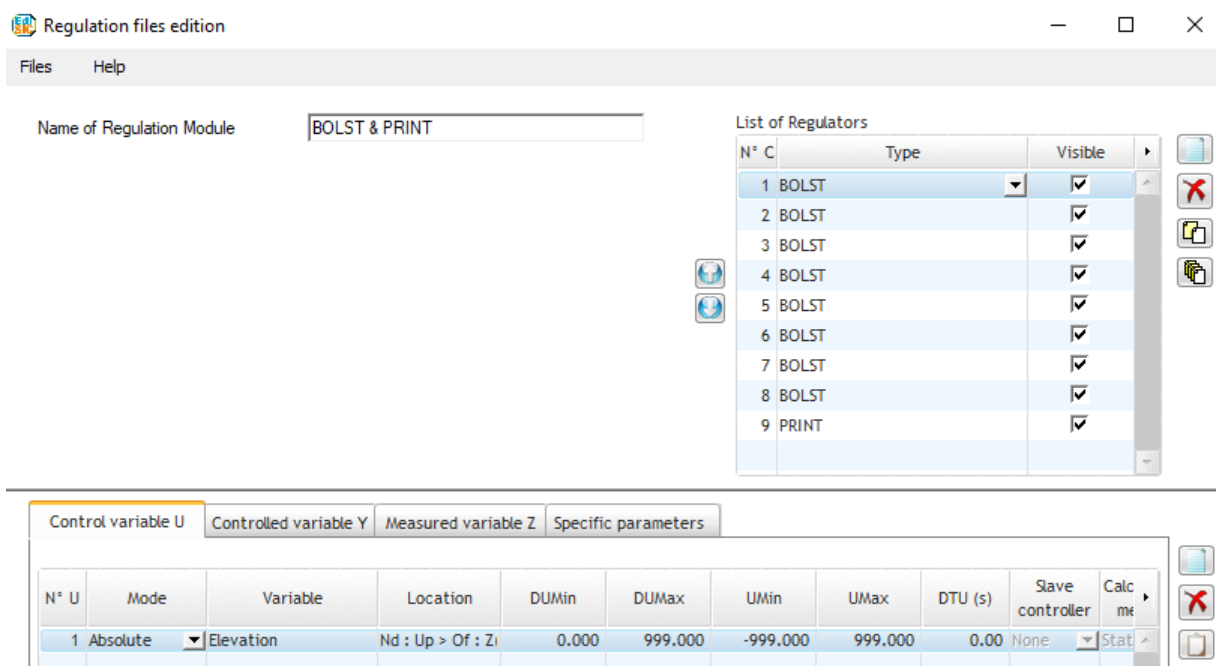 Regulation files edition
Files Help
Name of Regulation Module BOLST & PRINT
List of Regulators
N° C Type Visible
1 BOLST
2 BOLST
3 BOLST
4 BOLST
5 BOLST
6 BOLST
7 BOLST
8 BOLST
9 PRINT
Control variable U Controlled variable Y Measured variable Z Specific parameters
N° U Mode Variable Location DUMin DUMax UMin UMax DTU (s) Slave controller Calc me
1 Absolute Elevation Nd : Up > Of : Z 0.000 999.000 -999.000 999.000 0.00 None Stat